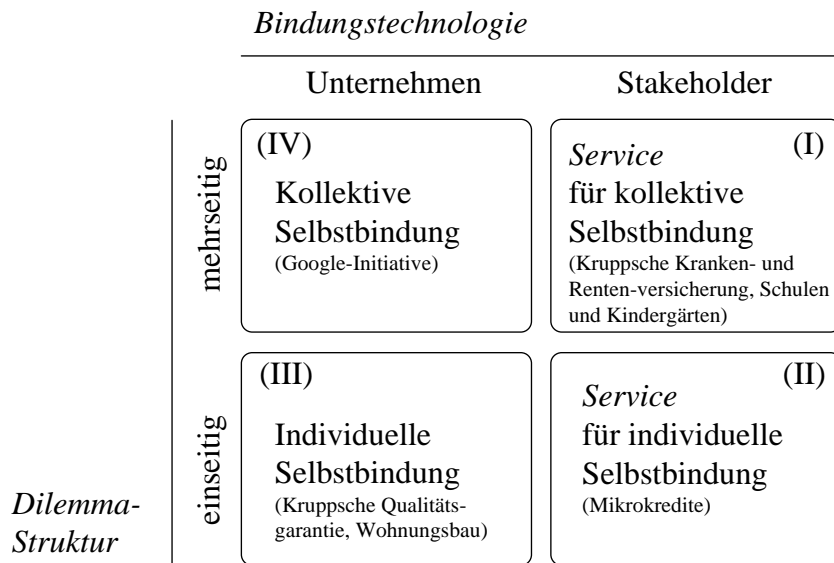 Bindungstechnologie
Unternehmen
Stakeholder
mehrseitig
(IV)
Kollektive
Selbstbindung
(Google-Initiative)
(I)
Service
für kollektive
Selbstbindung
(Kruppsche Kranken- und
Renten-versicherung, Schulen
und Kindergärten)
einseitig
(III)
Individuelle
Selbstbindung
(Kruppsche Qualitäts-
garantie, Wohnungsbau)
(II)
Service
für individuelle
Selbstbindung
(Mikrokredite)
Dilemma-
Struktur